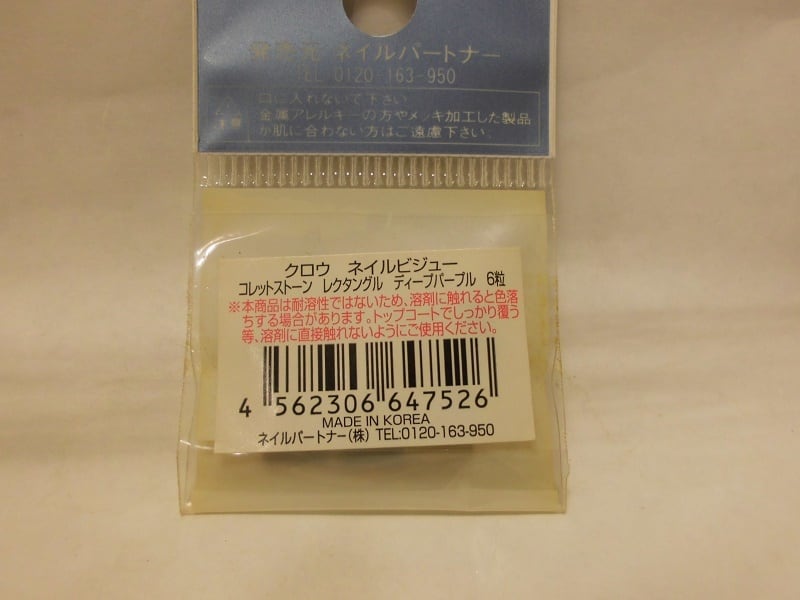 発売元 ネイルパートナー
TEL:0120-163-950
注意
口に入れないで下さい
金属アレルギーの方やメッキ加工した製品
が肌に合わない方はご遠慮下さい。
クロウ ネイルビジュー
コレットストーン レクタングル ディープパープル 6粒
※本商品は耐溶性ではないため、溶剤に触れると色落
ちする場合があります。トップコートでしっかり覆う
等、溶剤に直接触れないようにご使用ください。
4 562306 647526
MADE IN KOREA
ネイルパートナー(株) TEL:0120-163-950